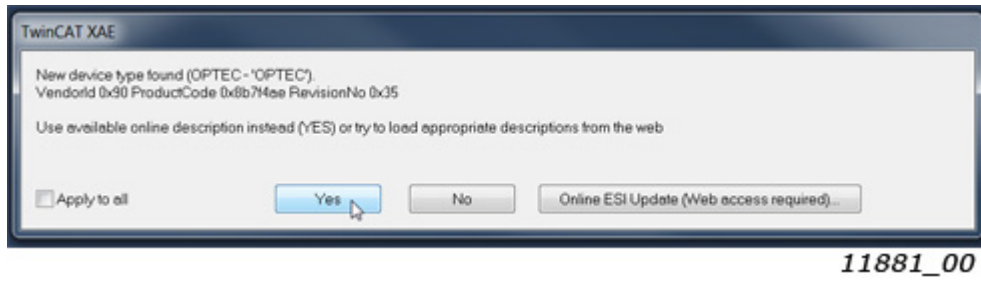 TwinCAT XAE
New device type found (OPTEC - 'OPTEC').
VendorId 0x90 ProductCode 0x8b7f4ae RevisionNo 0x35
Use available online description instead (YES) or try to load appropriate descriptions from the web
Apply to all
Yes
No
Online ESI Update (Web access required)...
11881_00